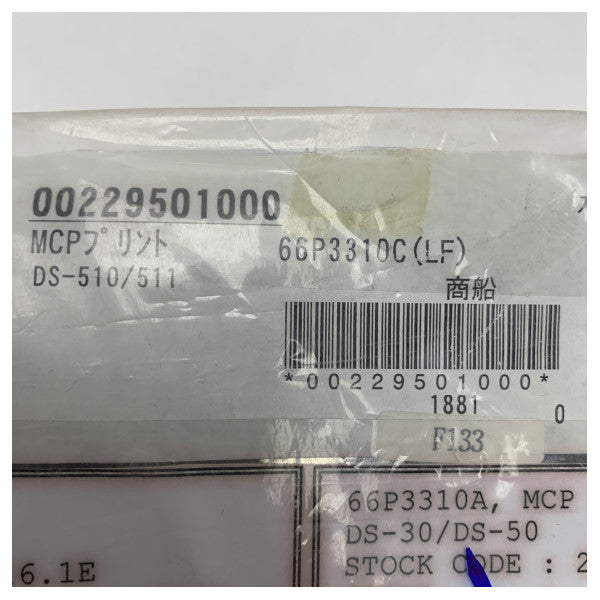 00229501000
MCPプリント 66P3310C(LF)
DS-510/511
商船
*00229501000*
1881 0
F133
66P3310A, MCP
DS-30/DS-50
STOCK CODE : 2
6.1E